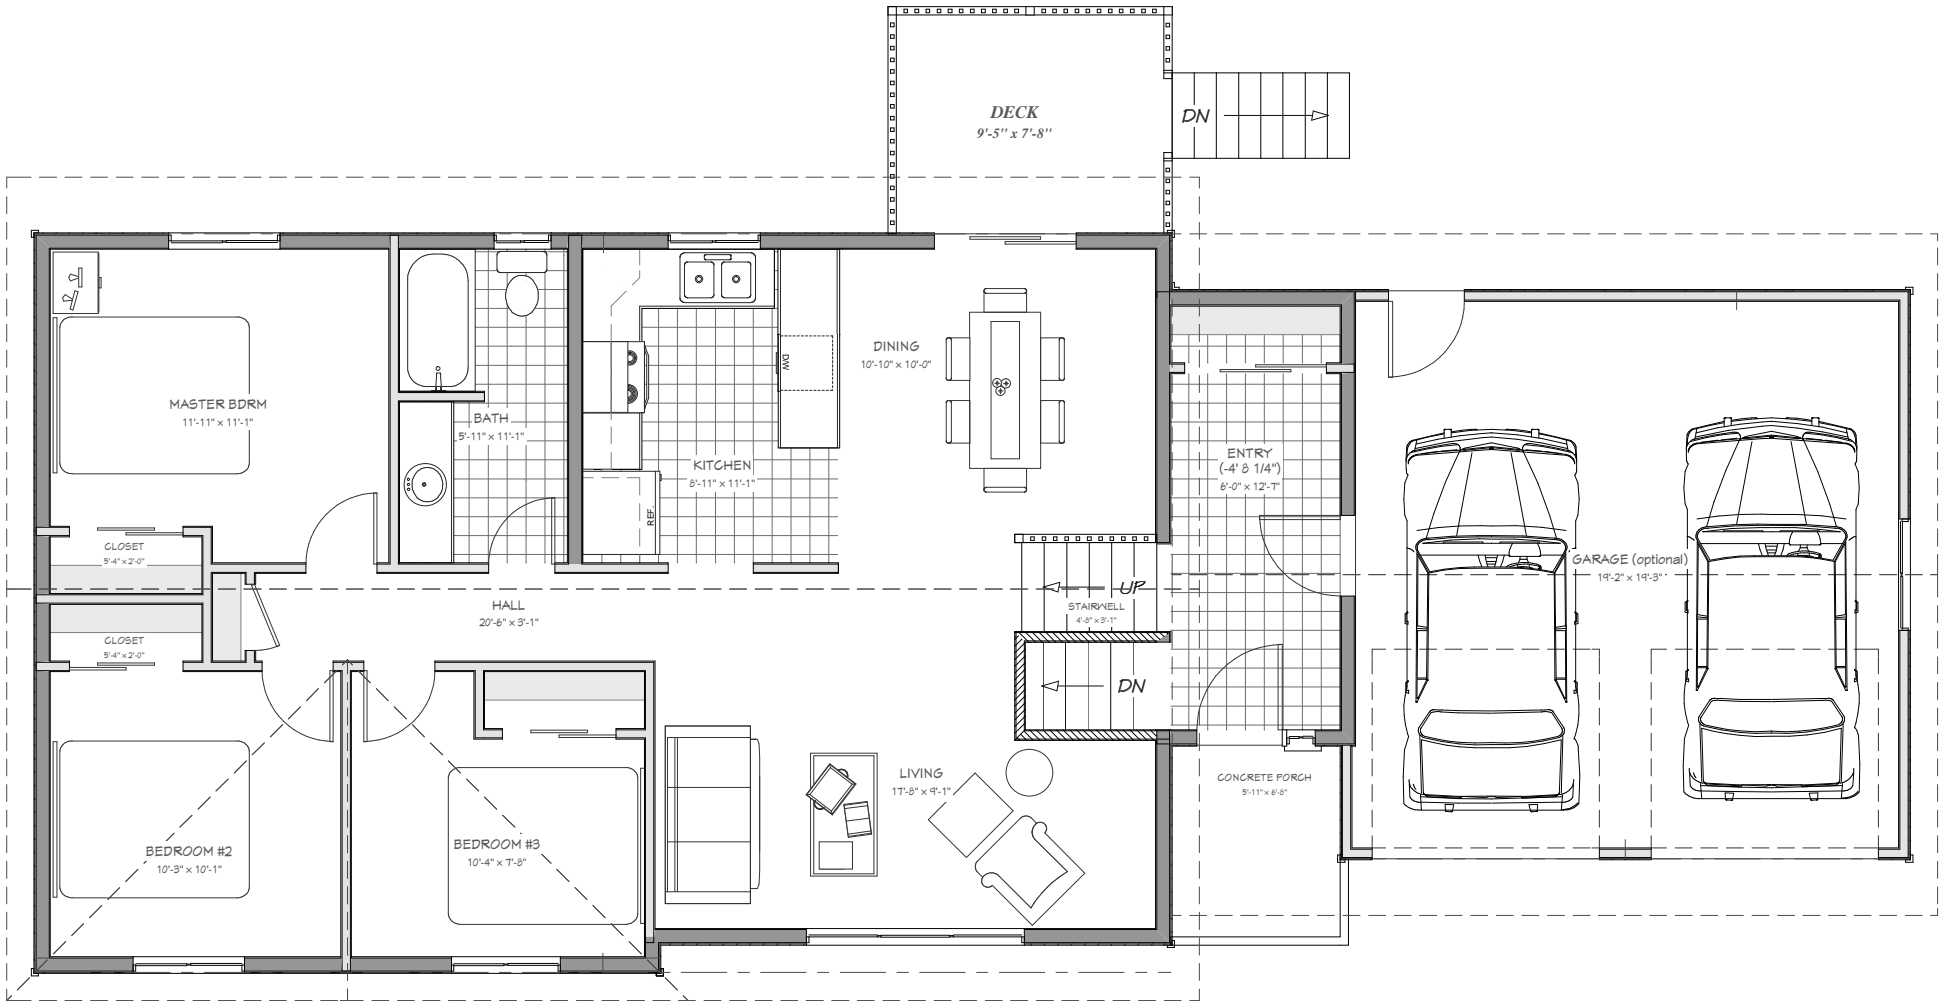 DECK
9'-5" x 7'-8"
DN
MASTER BDRM
11'-11" x 11'-1"
BATH
5'-11" x 11'-1"
KITCHEN
8'-11" x 11'-1"
D/W
REF.
DINING
10'-10" x 10'-0"
ENTRY
(-4' 8 1/4")
6'-0" x 12'-7"
GARAGE (optional)
19'-2" x 19'-3"
CLOSET
5'-4" x 2'-0"
CLOSET
5'-4" x 2'-0"
HALL
20'-6" x 3'-1"
UP
STAIRWELL
4'-8" x 3'-1"
DN
LIVING
17'-8" x 9'-1"
CONCRETE PORCH
5'-11" x 6'-8"
BEDROOM #2
10'-3" x 10'-1"
BEDROOM #3
10'-4" x 7'-8"